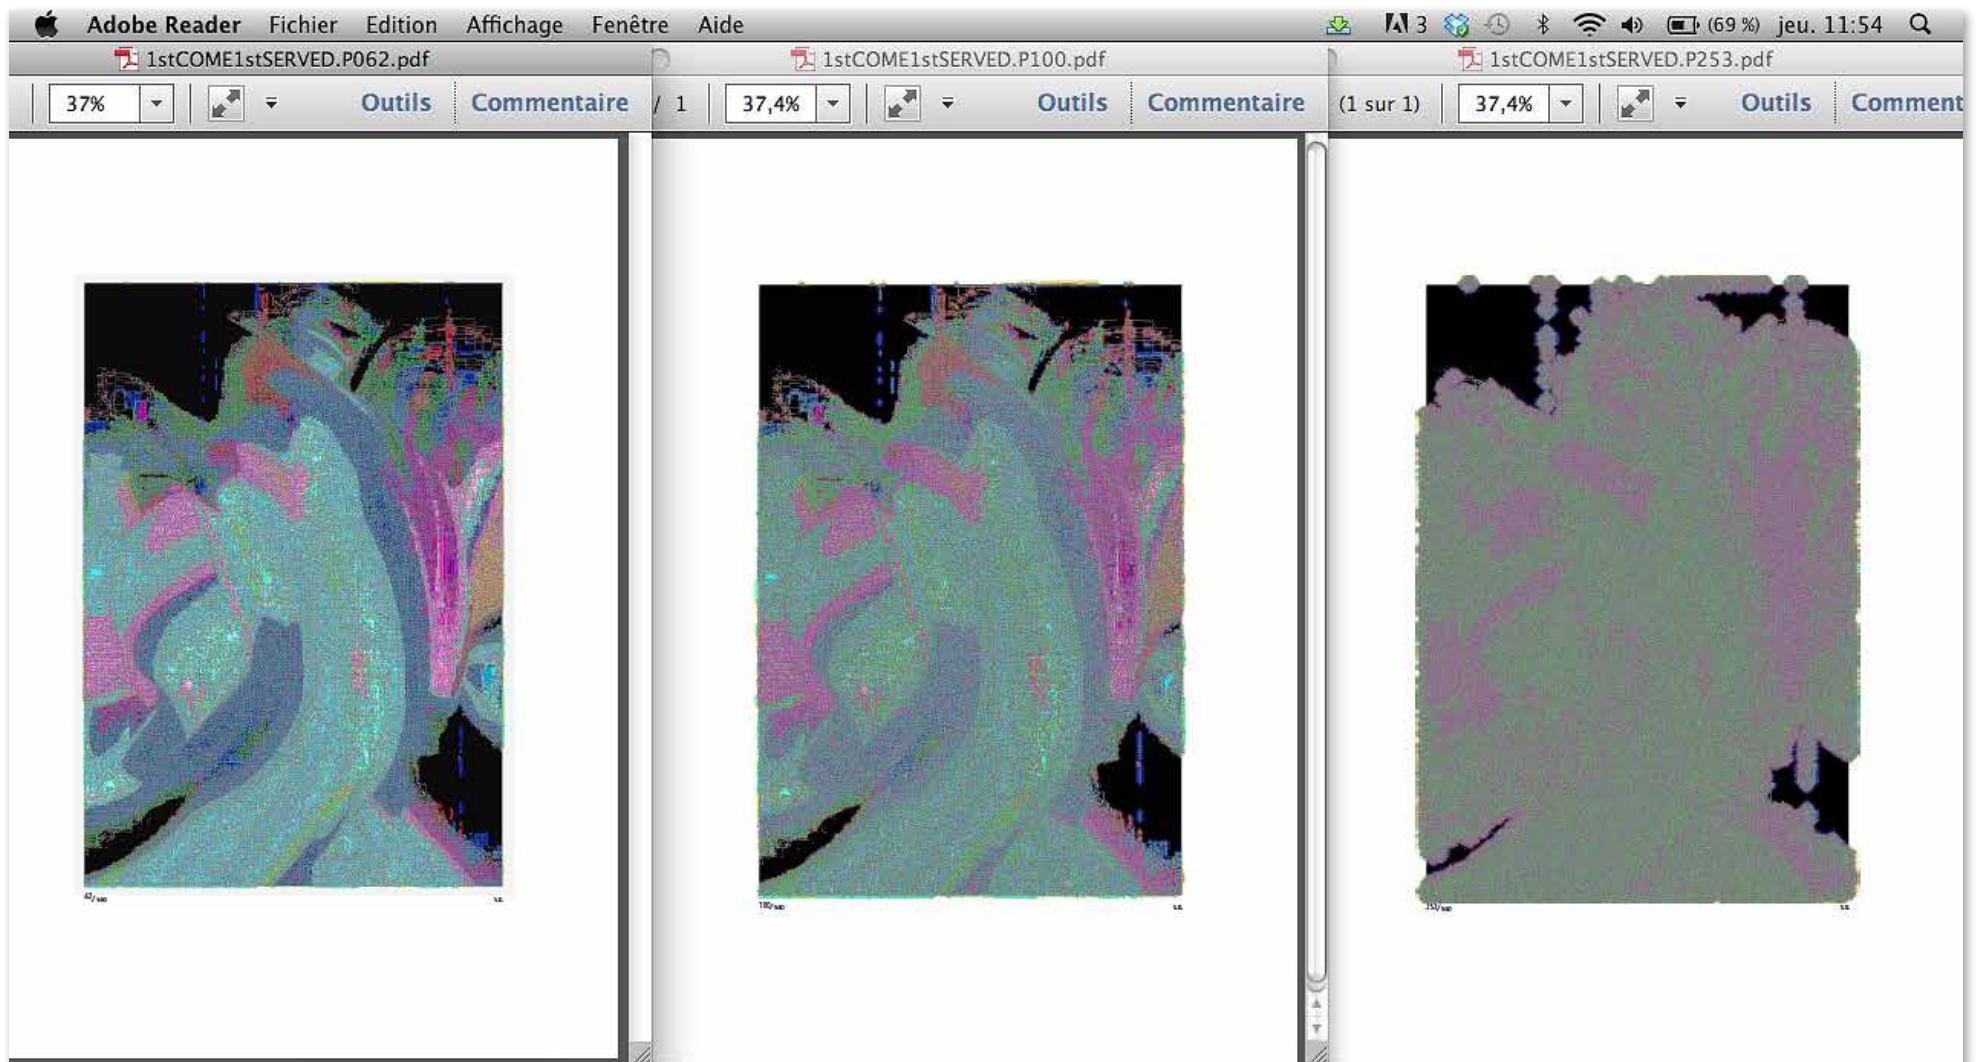 Adobe Reader Fichier Edition Affichage Fenêtre Aide 3 (69 %) jeu. 11:54
1stCOME1stSERVED.P062.pdf 1stCOME1stSERVED.P100.pdf 1stCOME1stSERVED.P253.pdf
37% Outils Commentaire / 1 37,4% Outils Commentaire (1 sur 1) 37,4% Outils Comment